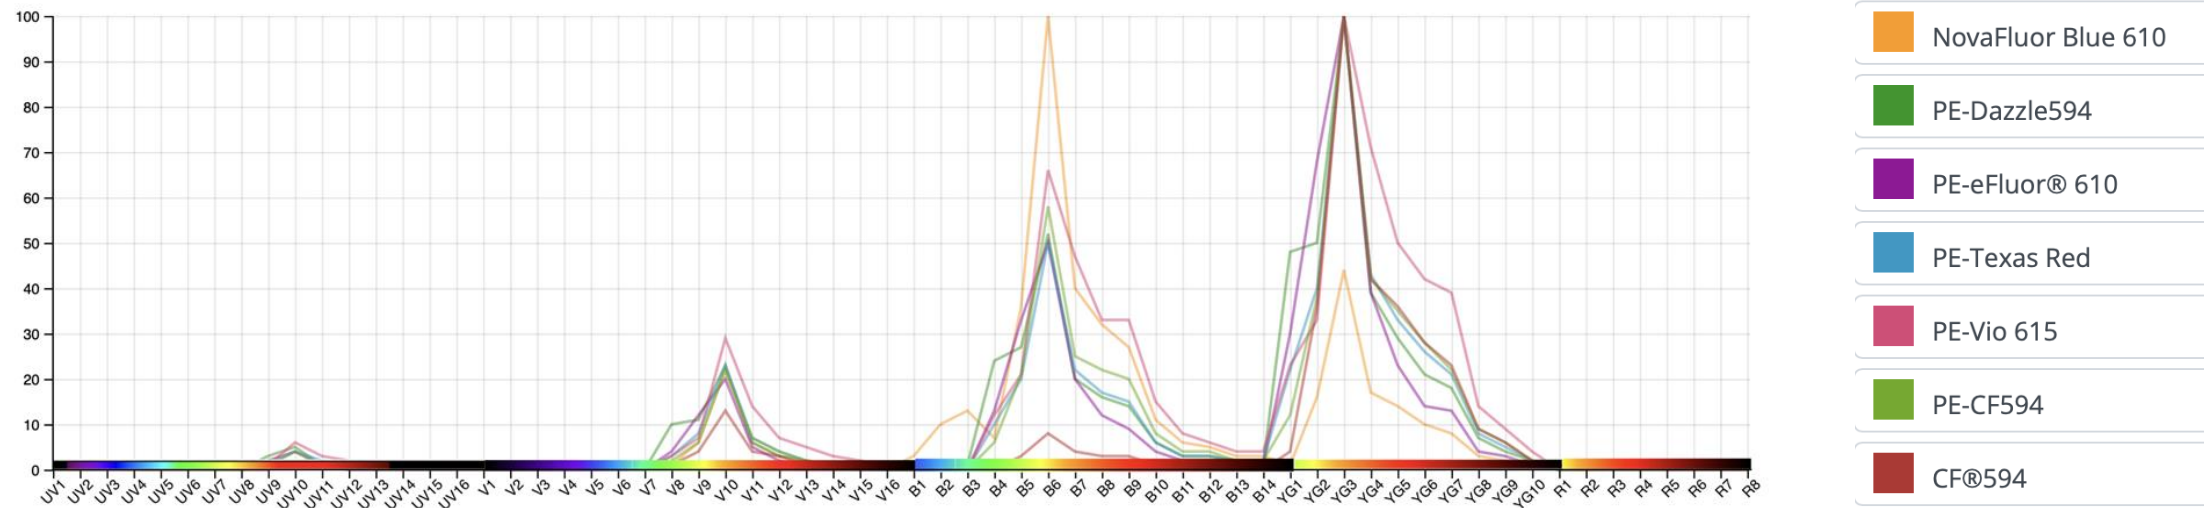 100
90
80
70
60
50
40
30
20
10
0
UV1 UV2 UV3 UV4 UV5 UV6 UV7 UV8 UV9 UV10 UV11 UV12 UV13 UV14 UV15 UV16 V1 V2 V3 V4 V5 V6 V7 V8 V9 V10 V11 V12 V13 V14 V15 V16 B1 B2 B3 B4 B5 B6 B7 B8 B9 B10 B11 B12 B13 B14 YG1 YG2 YG3 YG4 YG5 YG6 YG7 YG8 YG9 YG10 R1 R2 R3 R4 R5 R6 R7 R8
NovaFluor Blue 610
PE-Dazzle594
PE-eFluor® 610
PE-Texas Red
PE-Vio 615
PE-CF594
CF®594